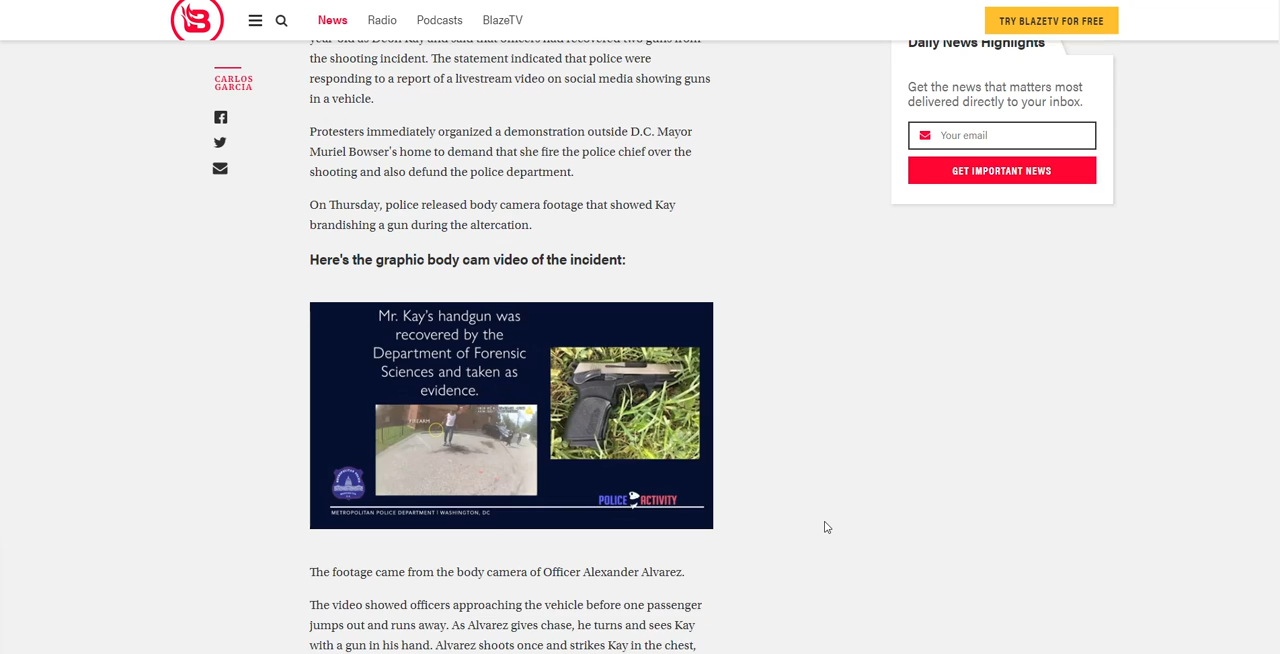 News
Radio
Podcasts
BlazeTV
TRY BLAZETV FOR FREE
year-old as Deon Kay and said that officers had recovered two guns from
the shooting incident. The statement indicated that police were
responding to a report of a livestream video on social media showing guns
in a vehicle.
CARLOS
GARCIA
Protesters immediately organized a demonstration outside D.C. Mayor
Muriel Bowser's home to demand that she fire the police chief over the
shooting and also defund the police department.
On Thursday, police released body camera footage that showed Kay
brandishing a gun during the altercation.
Here's the graphic body cam video of the incident:
Mr. Kay's handgun was
recovered by the
Department of Forensic
Sciences and taken as
evidence.
FIREARM
POLICE ACTIVITY
METROPOLITAN POLICE DEPARTMENT | WASHINGTON, DC
The footage came from the body camera of Officer Alexander Alvarez.
The video showed officers approaching the vehicle before one passenger
jumps out and runs away. As Alvarez gives chase, he turns and sees Kay
with a gun in his hand. Alvarez shoots once and strikes Kay in the chest,
Daily News Highlights
Get the news that matters most
delivered directly to your inbox.
Your email
GET IMPORTANT NEWS